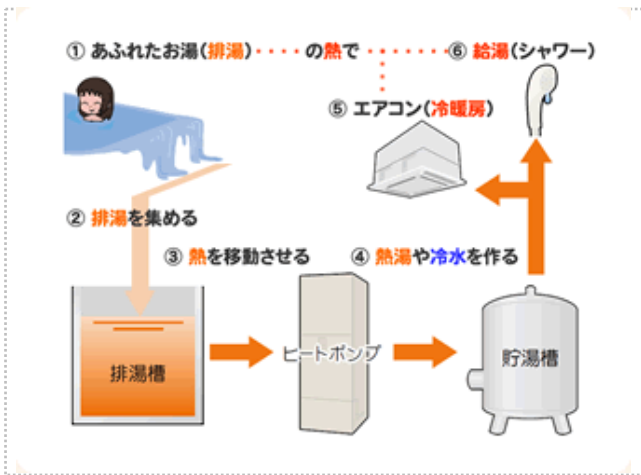 ① あふれたお湯(排湯)・・・・の熱で・・・・・・⑥ 給湯(シャワー)
⑤ エアコン(冷暖房)
② 排湯を集める
③ 熱を移動させる
④ 熱湯や冷水を作る
排湯槽
ヒートポンプ
貯湯槽